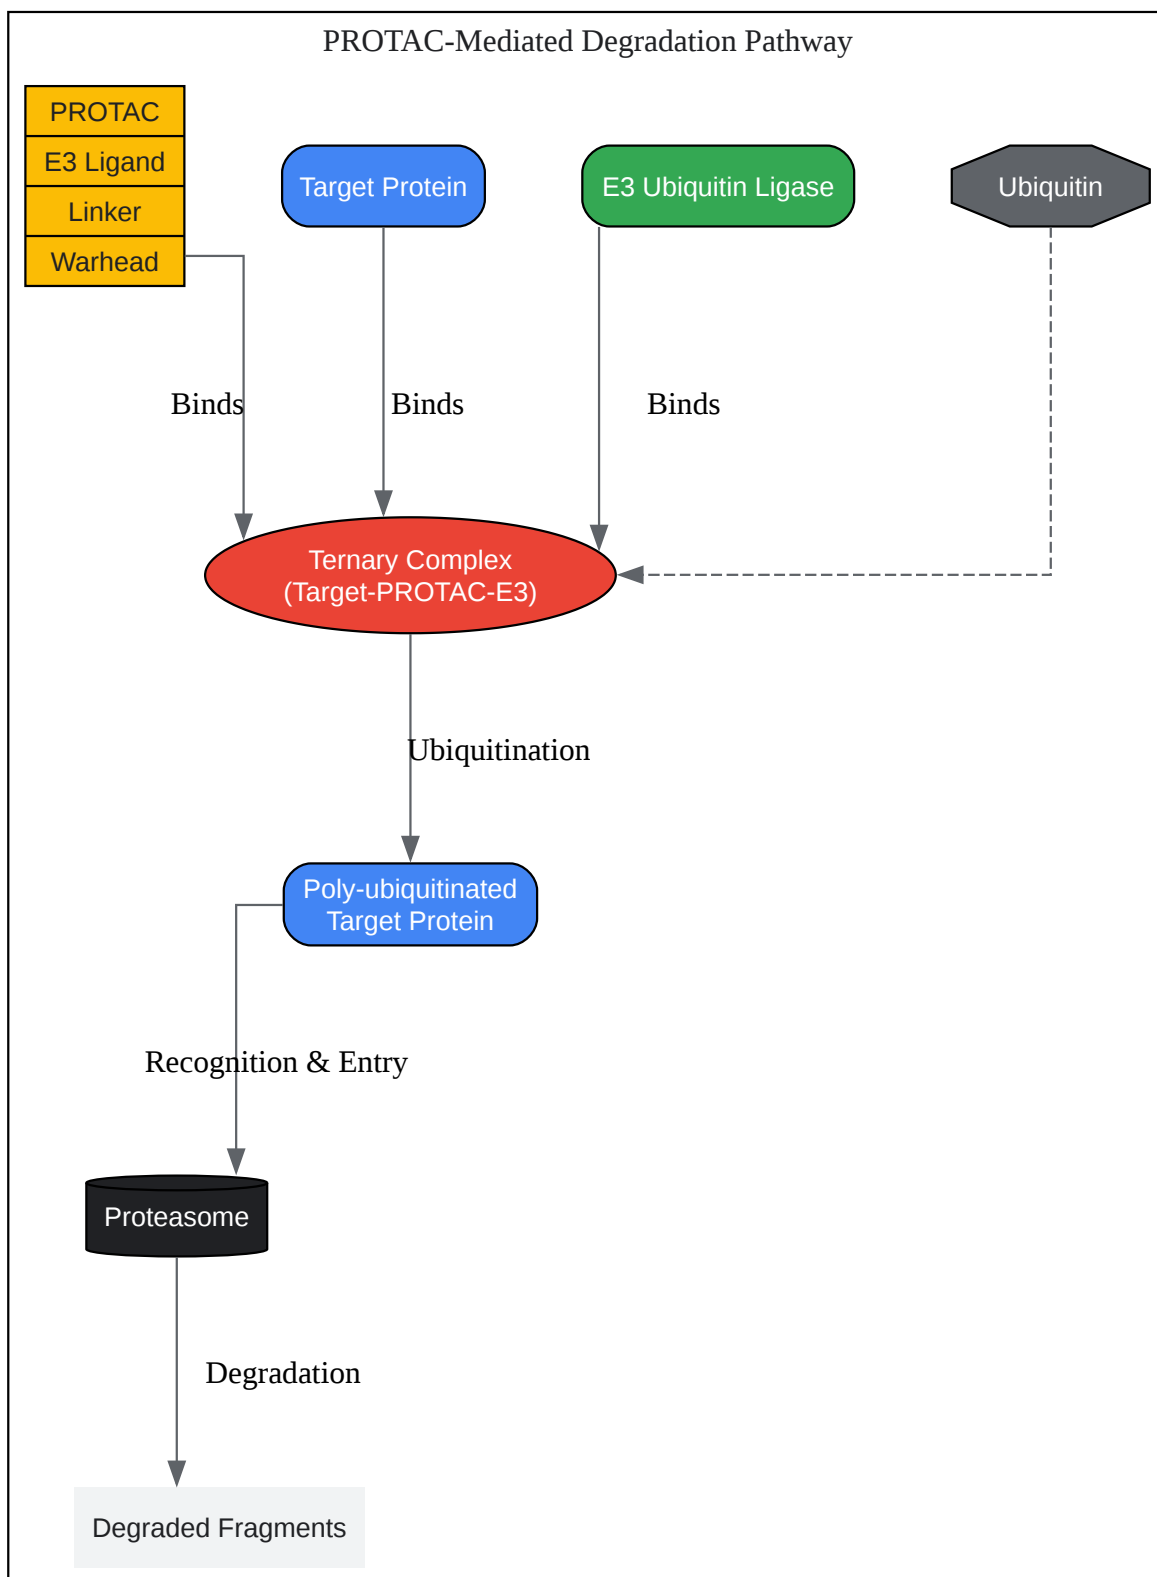 PROTAC-Mediated Degradation Pathway
PROTAC
E3 Ligand
Linker
Warhead
Target Protein
E3 Ubiquitin Ligase
Ubiquitin
Binds
Binds
Binds
Ternary Complex
(Target-PROTAC-E3)
Ubiquitination
Poly-ubiquitinated
Target Protein
Recognition & Entry
Proteasome
Degradation
Degraded Fragments